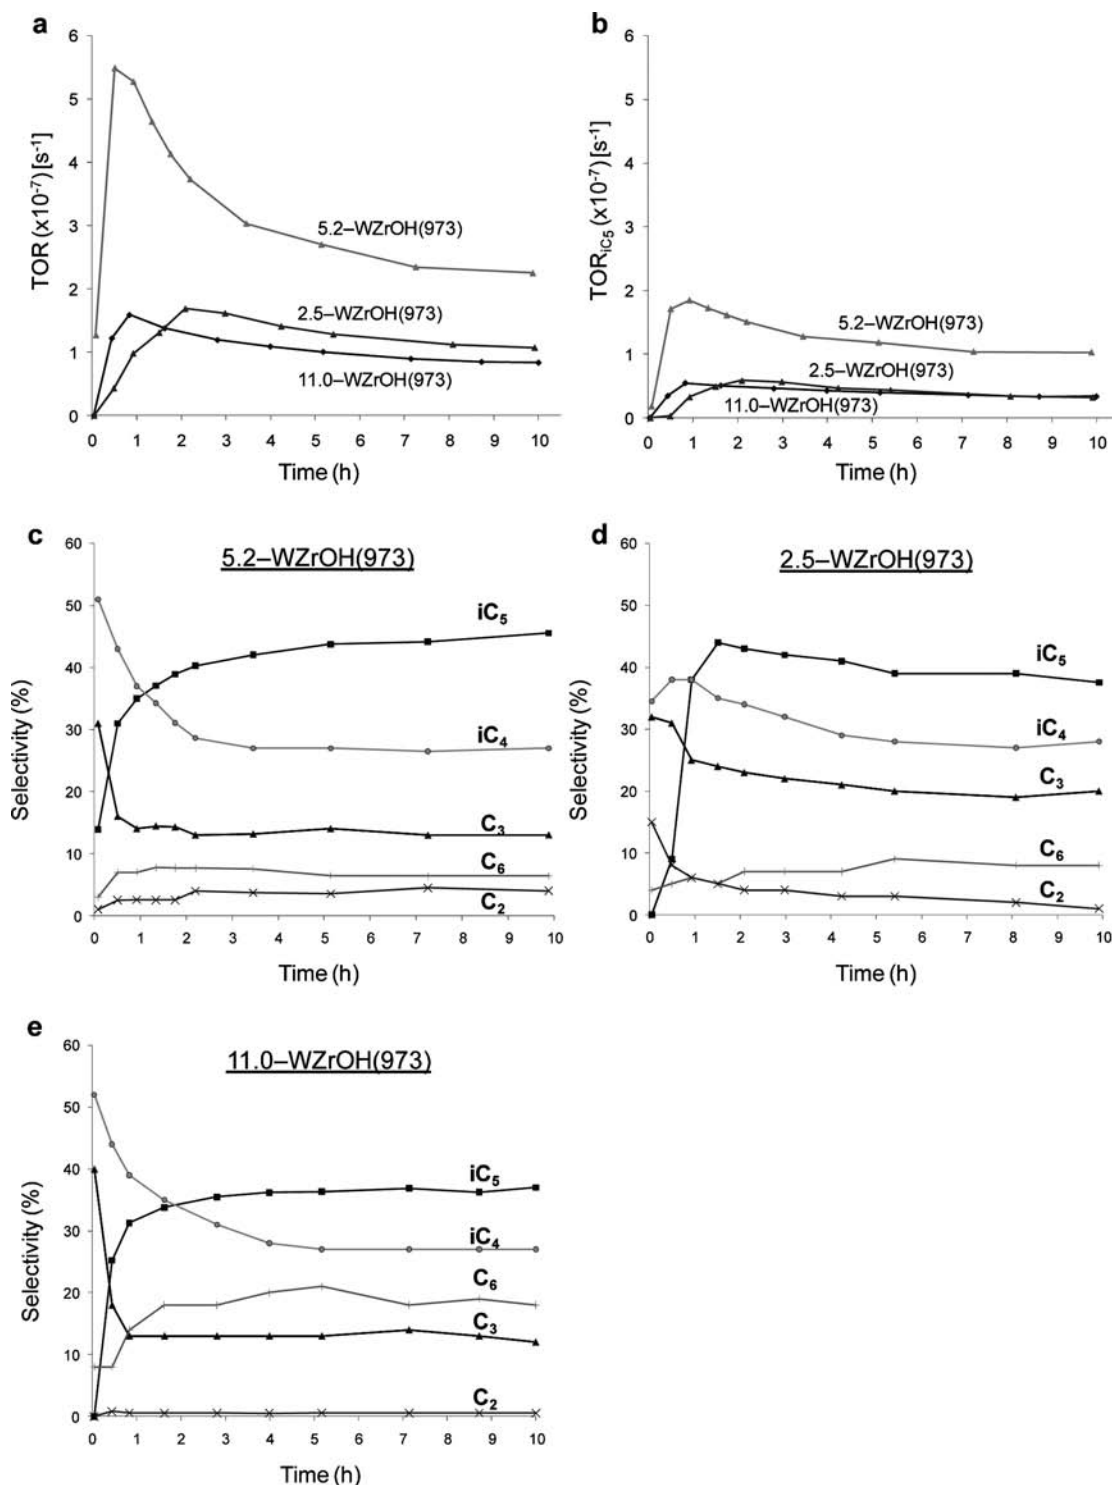 a
TOR (x10⁻⁷) [s⁻¹]
6
5
4
3
2
1
0
5.2–WZrOH(973)
2.5–WZrOH(973)
11.0–WZrOH(973)
0 1 2 3 4 5 6 7 8 9 10
Time (h)
b
TOR_iC₅ (x10⁻⁷) [s⁻¹]
6
5
4
3
2
1
0
5.2–WZrOH(973)
2.5–WZrOH(973)
11.0–WZrOH(973)
0 1 2 3 4 5 6 7 8 9 10
Time (h)
c
5.2–WZrOH(973)
Selectivity (%)
60
50
40
30
20
10
0
iC₅
iC₄
C₃
C₆
C₂
0 1 2 3 4 5 6 7 8 9 10
Time (h)
d
2.5–WZrOH(973)
Selectivity (%)
60
50
40
30
20
10
0
iC₅
iC₄
C₃
C₆
C₂
0 1 2 3 4 5 6 7 8 9 10
Time (h)
e
11.0–WZrOH(973)
Selectivity (%)
60
50
40
30
20
10
0
iC₅
iC₄
C₆
C₃
C₂
0 1 2 3 4 5 6 7 8 9 10
Time (h)